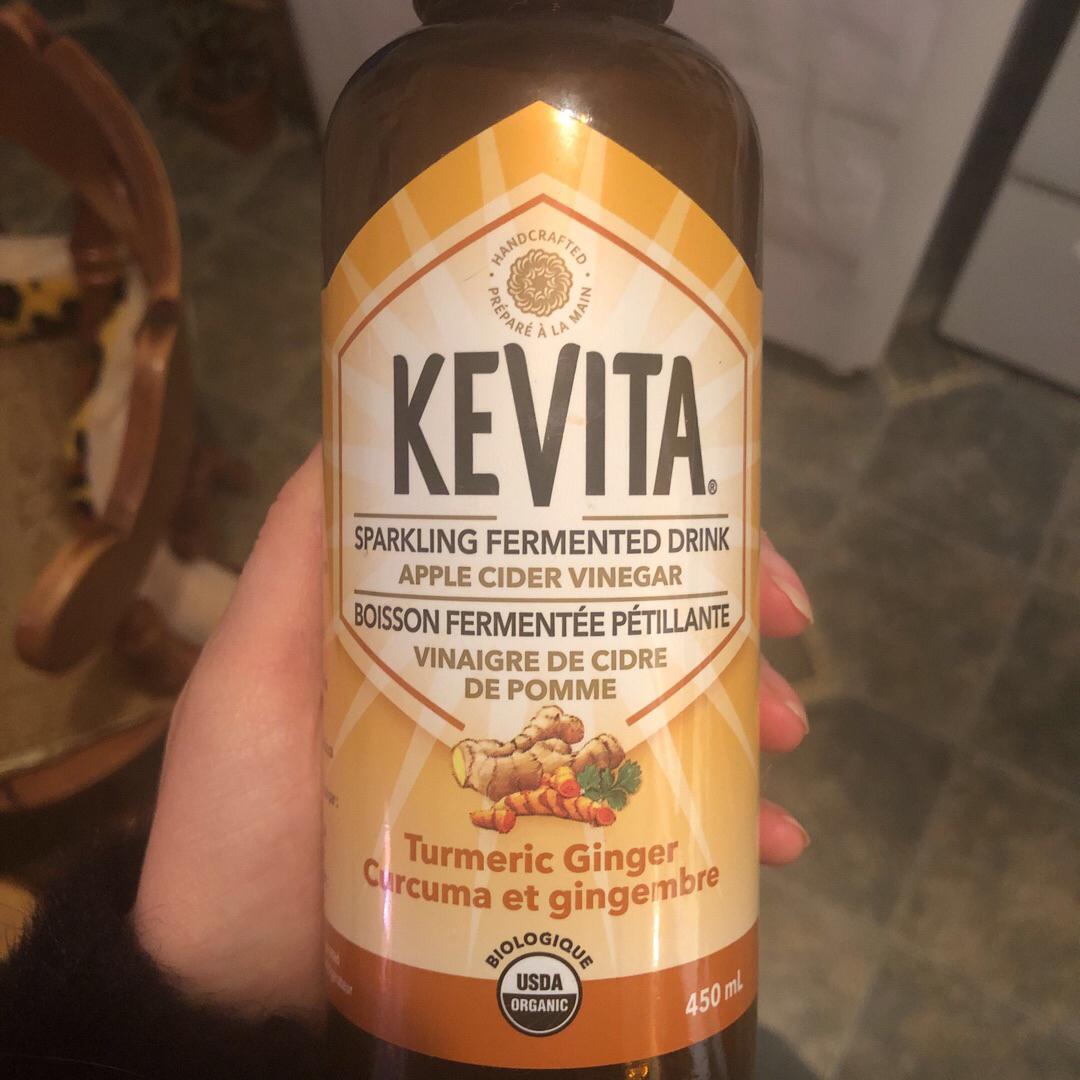 HANDCRAFTED
PRÉPARÉ À LA MAIN
KEVITA®
SPARKLING FERMENTED DRINK
APPLE CIDER VINEGAR
BOISSON FERMENTÉE PÉTILLANTE
VINAIGRE DE CIDRE
DE POMME
Turmeric Ginger
Curcuma et gingembre
BIOLOGIQUE
USDA
ORGANIC
450 mL